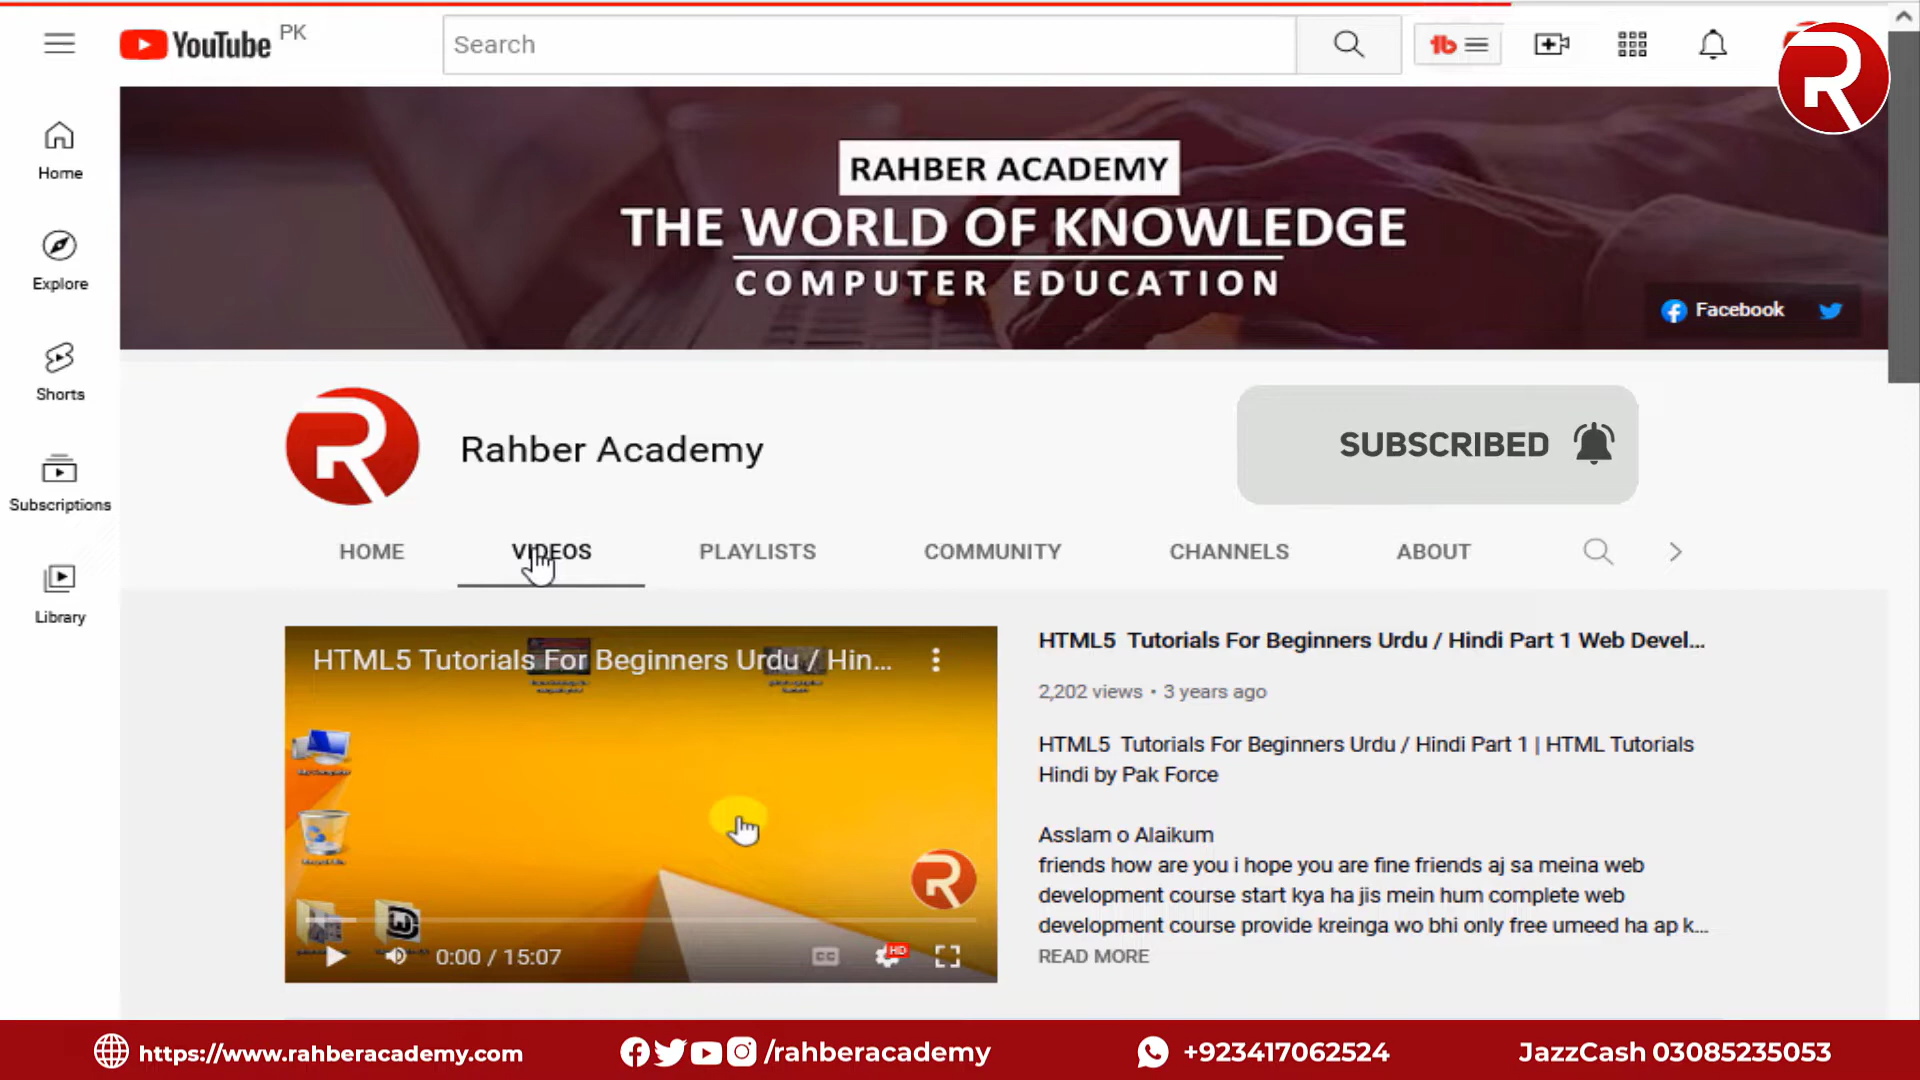 YouTube PK
Search
Home
Explore
Shorts
Subscriptions
Library
RAHBER ACADEMY
THE WORLD OF KNOWLEDGE
COMPUTER EDUCATION
Facebook
R
R
Rahber Academy
SUBSCRIBED
HOME VIDEOS PLAYLISTS COMMUNITY CHANNELS ABOUT
HTML5 Tutorials For Beginners Urdu / Hin...
R
0:00 / 15:07
CC
HD
HTML5 Tutorials For Beginners Urdu / Hindi Part 1 Web Devel...
2,202 views • 3 years ago
HTML5 Tutorials For Beginners Urdu / Hindi Part 1 | HTML Tutorials
Hindi by Pak Force
Asslam o Alaikum
friends how are you i hope you are fine friends aj sa meina web
development course start kya ha jis mein hum complete web
development course provide kreinga wo bhi only free umeed ha ap k...
READ MORE
https://www.rahberacademy.com
/rahberacademy
+923417062524
JazzCash 03085235053